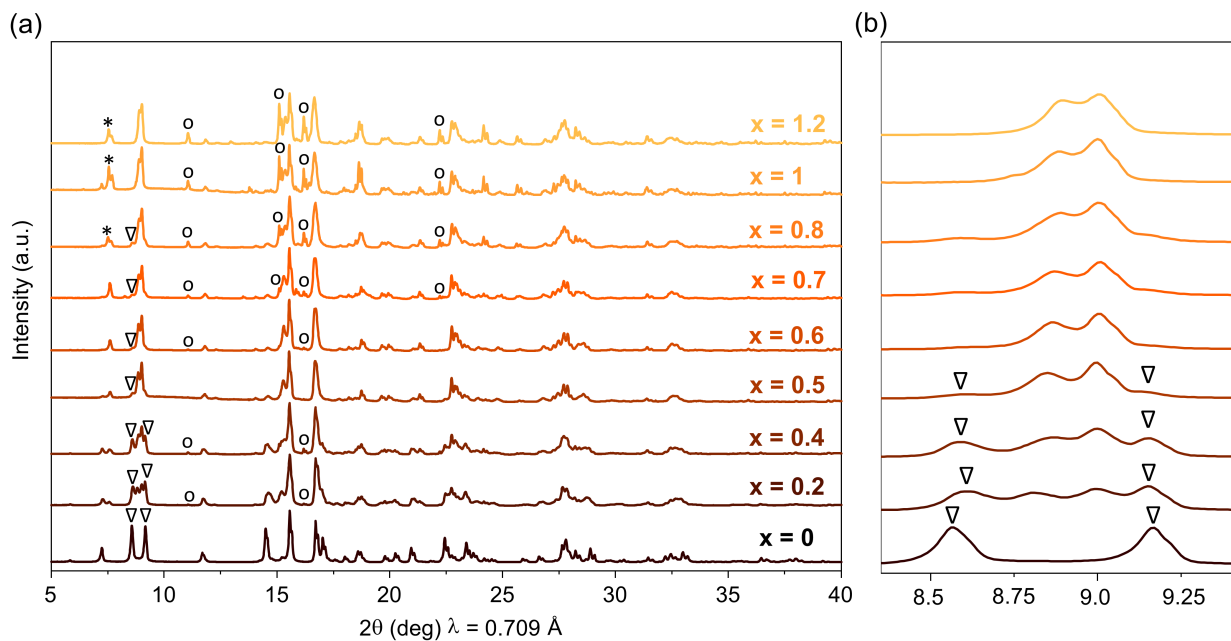 (a)
(b)
Intensity (a.u.)
* o o o o x = 1.2
* o o o o x = 1
* ∇ o o o o x = 0.8
∇ o o o o x = 0.7
o x = 0.6
∇ x = 0.5
∇ ∇ o o x = 0.4
∇ ∇ o o x = 0.2
∇ ∇ x = 0
5 10 15 20 25 30 35 40
2θ (deg) λ = 0.709 Å
∇ ∇
∇ ∇
∇ ∇
∇ ∇
8.5 8.75 9.0 9.25